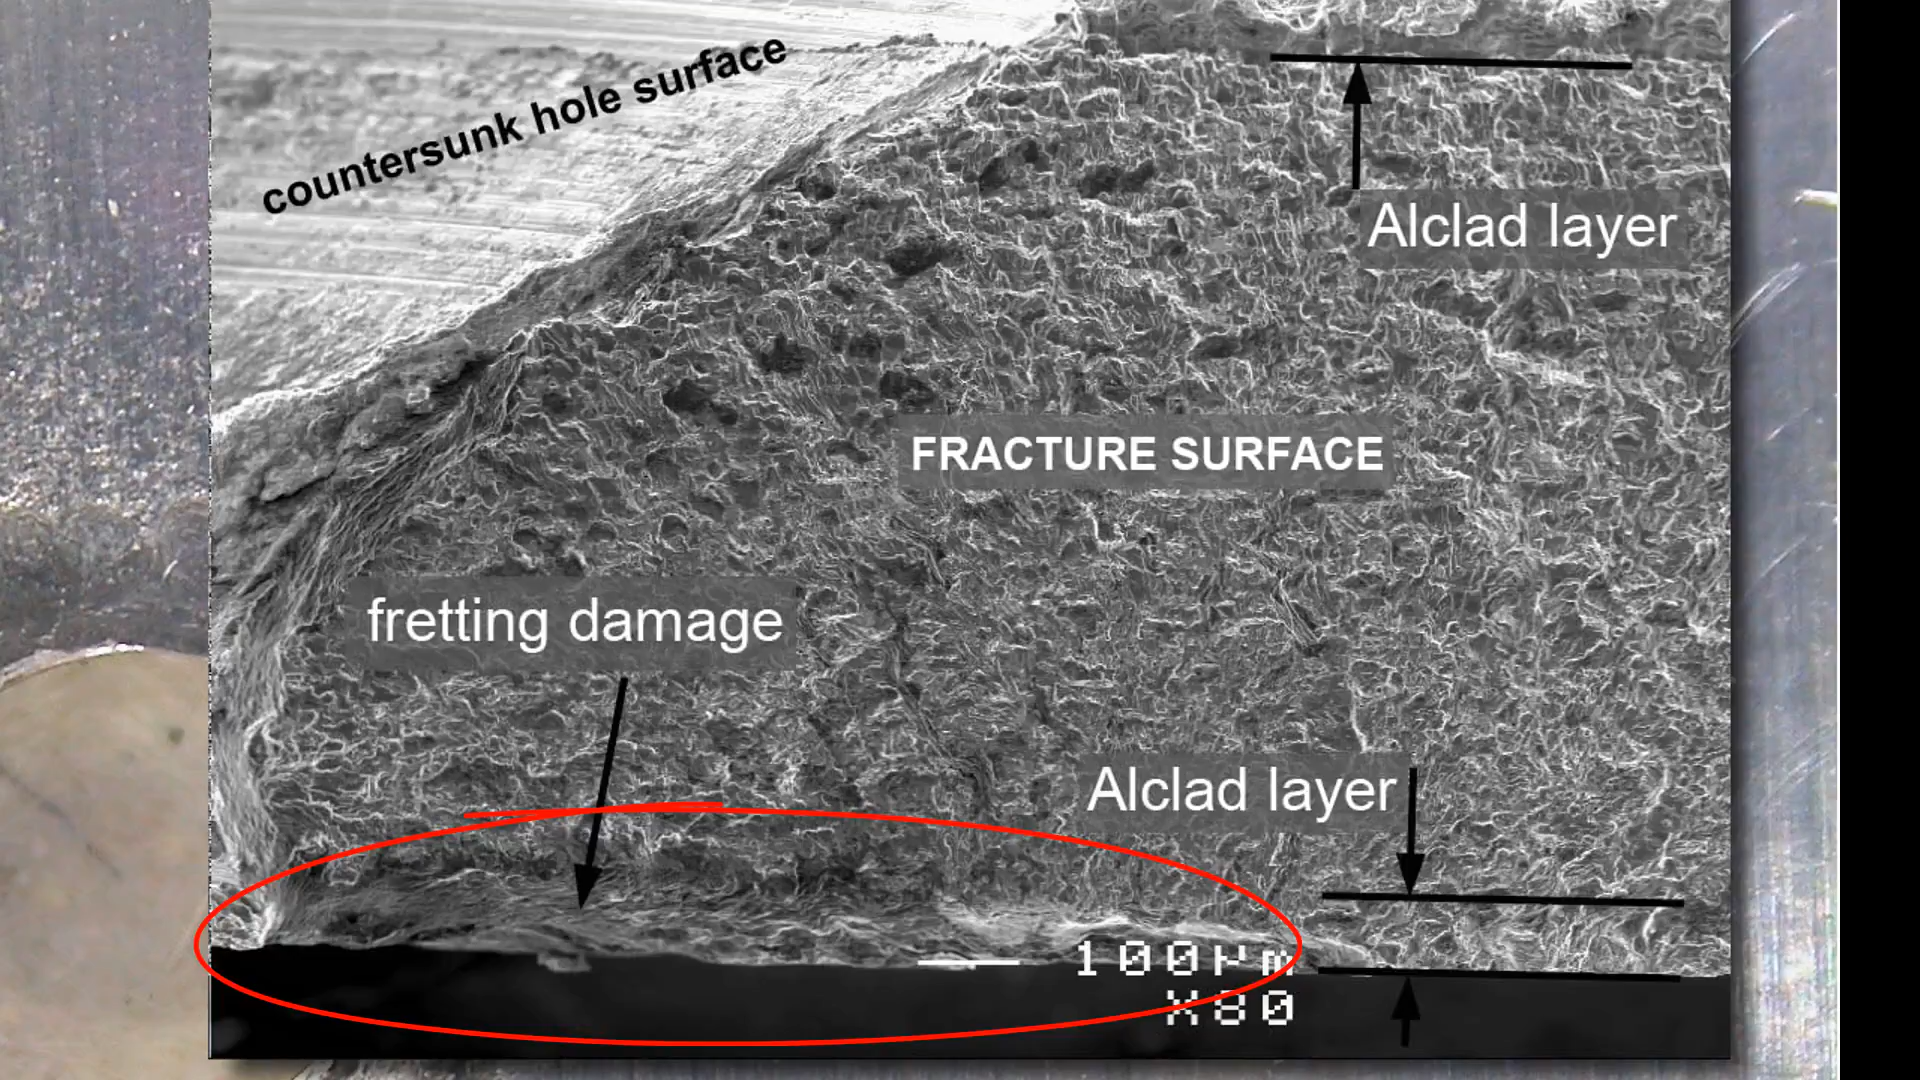 countersunk hole surface
Alclad layer
FRACTURE SURFACE
fretting damage
Alclad layer
100µm
X80